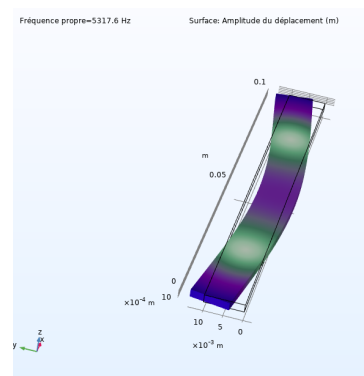 Fréquence propre=5317.6 Hz Surface: Amplitude du déplacement (m)
0.1
m
0.05
0
×10⁻⁴ m 10
10 5 0
×10⁻³ m
z
y x